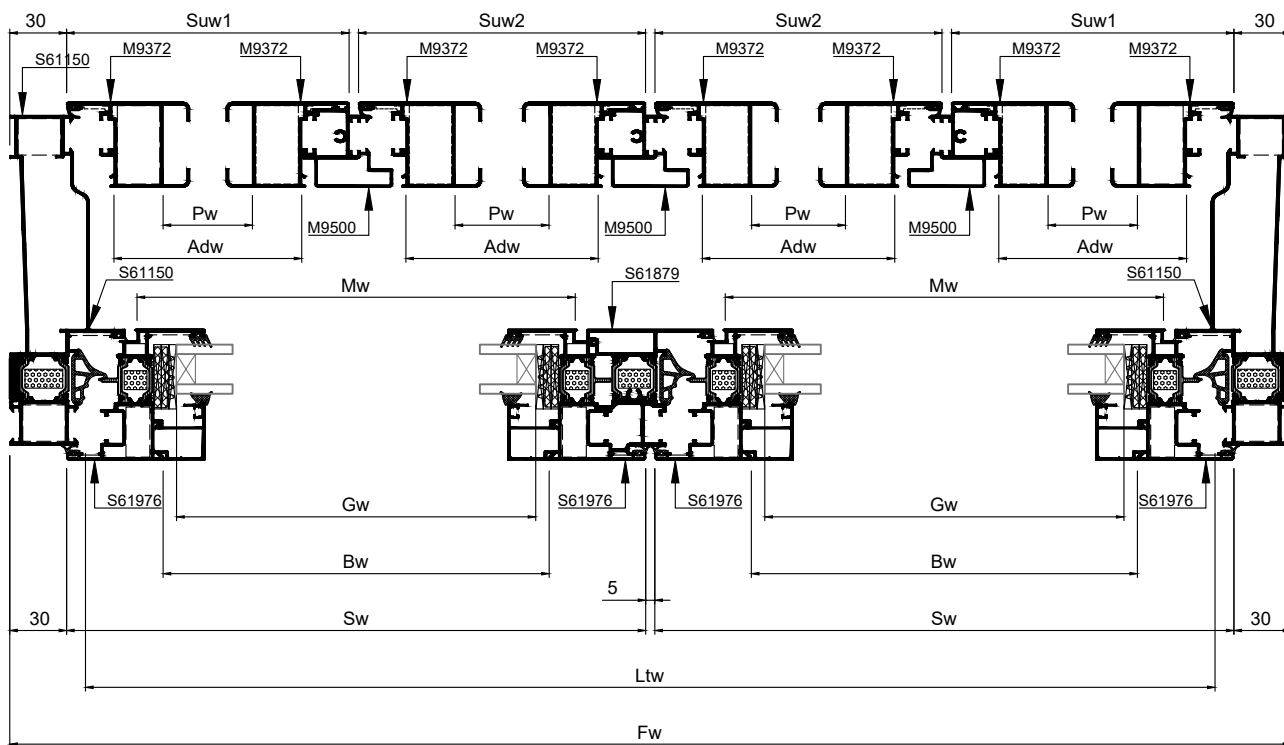 30 Suw1 Suw2 Suw2 Suw1 30
M9372 M9372 M9372 M9372 M9372 M9372 M9372 M9372
S61150
Pw Pw Pw Pw
M9500 M9500 M9500
Adw Adw Adw Adw
S61150 S61879 S61150
Mw Mw
S61976 S61976 S61976 S61976
Gw Gw
Bw Bw
5
30 Sw Sw 30
Ltw
Fw